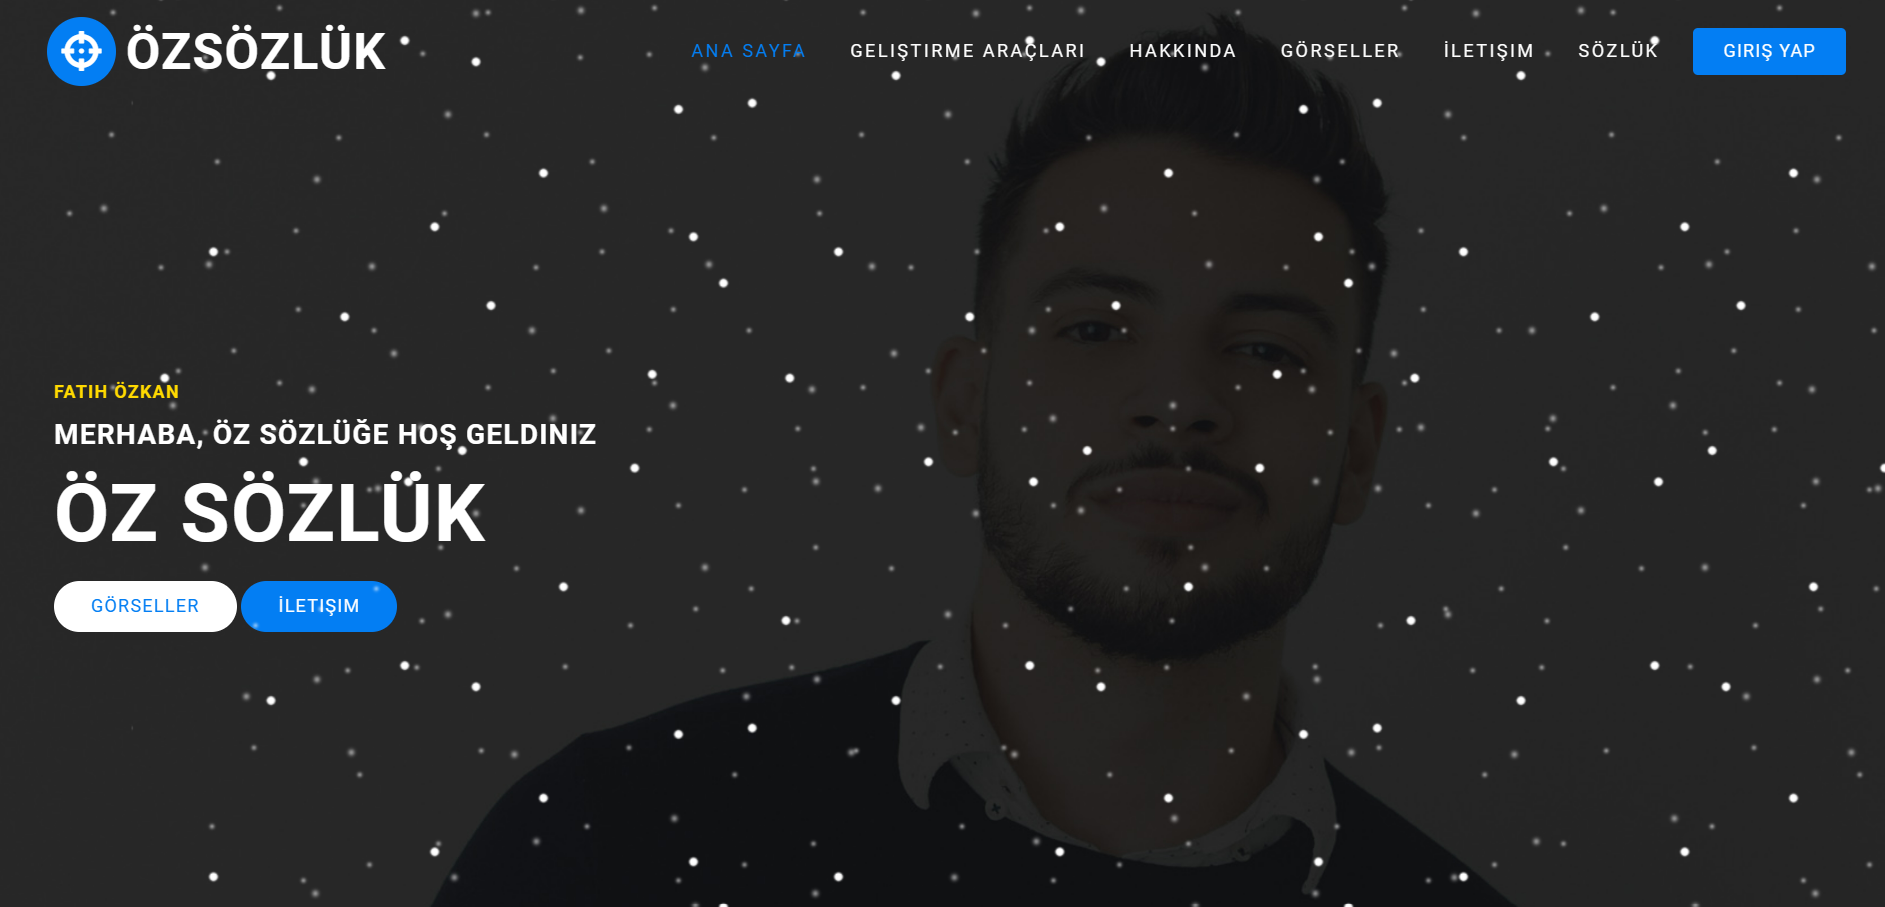 ÖZSÖZLÜK
ANA SAYFA GELIŞTIRME ARAÇLARI HAKKINDA GÖRSELLER İLETIŞIM SÖZLÜK GIRIŞ YAP
FATIH ÖZKAN
MERHABA, ÖZ SÖZLÜĞE HOŞ GELDINIZ
ÖZ SÖZLÜK
GÖRSELLER İLETIŞIM